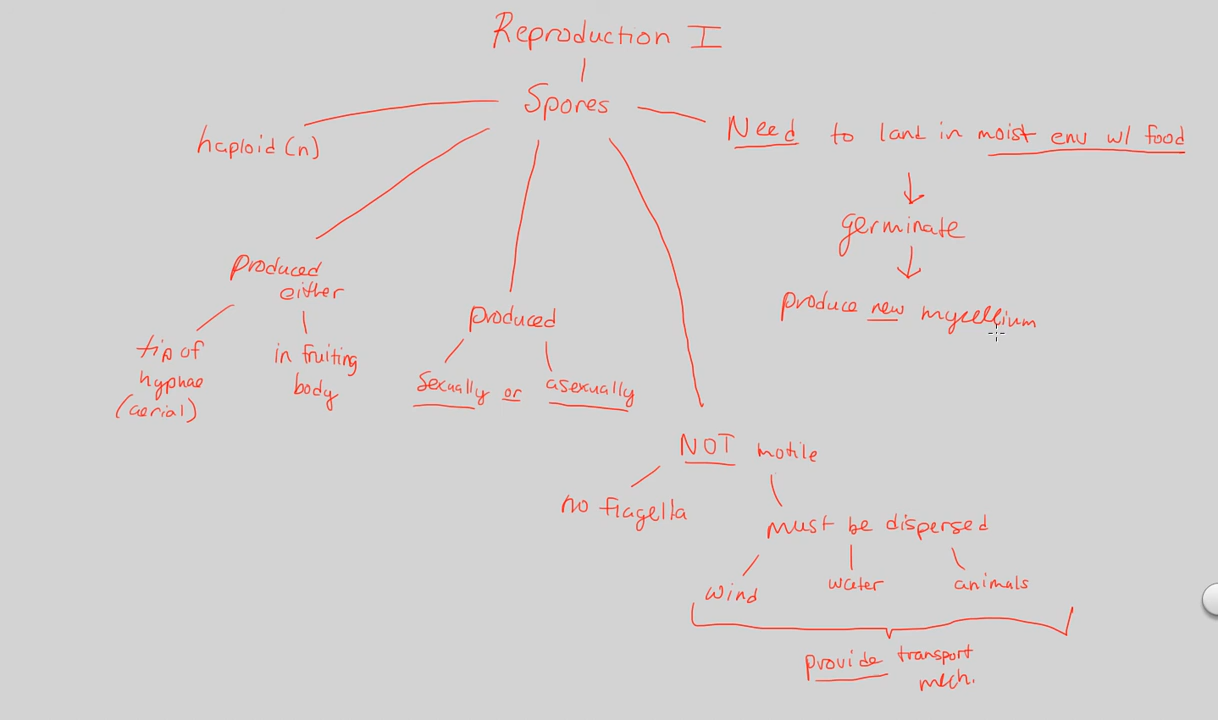 Reproduction I
Spores
haploid (n)
Need to land in moist env w/ food
germinate
produce new mycellium
produced
either
tip of
hyphae
(aerial)
in fruiting
body
produced
Sexually or asexually
NOT motile
no flagella
must be dispersed
wind water animals
provide transport
mech.